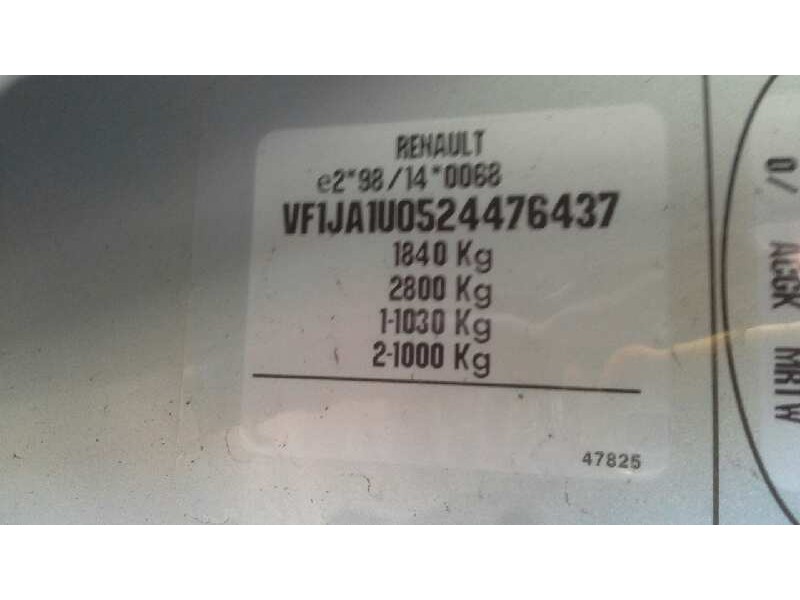 RENAULT
e2*98/14*0068
VF1JA1U0524476437
1840 Kg
2800 Kg
1-1030 Kg
2-1000 Kg
47825